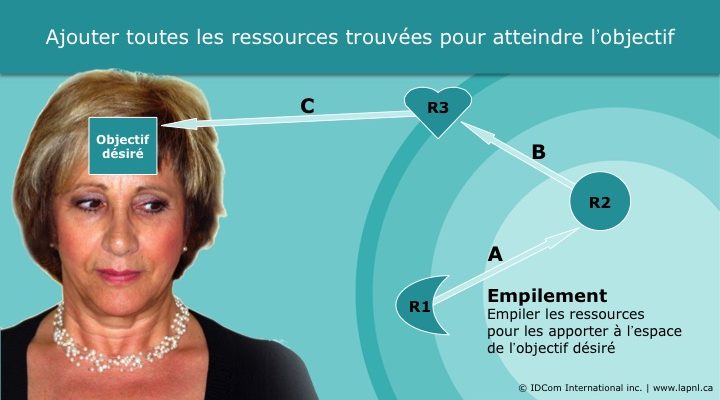 Ajouter toutes les ressources trouvées pour atteindre l’objectif
Objectif
désiré
C
R3
B
R2
A
R1
Empilement
Empiler les ressources
pour les apporter à l’espace
de l’objectif désiré
© IDCom International inc. | www.lapnl.ca